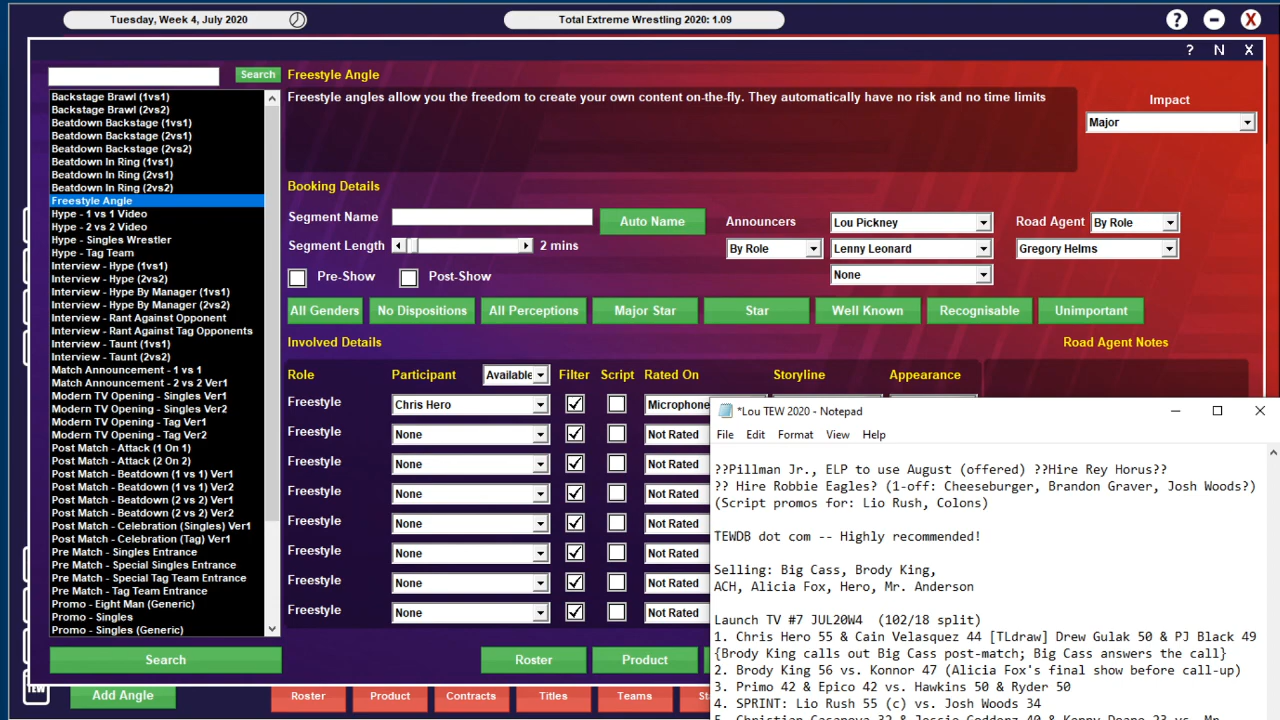 Tuesday, Week 4, July 2020
Total Extreme Wrestling 2020: 1.09
? − X
? N X
Search
Freestyle Angle
Freestyle angles allow you the freedom to create your own content on-the-fly. They automatically have no risk and no time limits
Impact
Major
Backstage Brawl (1vs1)
Backstage Brawl (2vs2)
Beatdown Backstage (1vs1)
Beatdown Backstage (2vs1)
Beatdown Backstage (2vs2)
Beatdown In Ring (1vs1)
Beatdown In Ring (2vs1)
Beatdown In Ring (2vs2)
Freestyle Angle
Hype - 1 vs 1 Video
Hype - 2 vs 2 Video
Hype - Singles Wrestler
Hype - Tag Team
Interview - Hype (1vs1)
Interview - Hype (2vs2)
Interview - Hype By Manager (1vs1)
Interview - Hype By Manager (2vs2)
Interview - Rant Against Opponent
Interview - Rant Against Tag Opponents
Interview - Taunt (1vs1)
Interview - Taunt (2vs2)
Match Announcement - 1 vs 1
Match Announcement - 2 vs 2 Ver1
Modern TV Opening - Singles Ver1
Modern TV Opening - Singles Ver2
Modern TV Opening - Tag Ver1
Modern TV Opening - Tag Ver2
Post Match - Attack (1 On 1)
Post Match - Attack (2 On 2)
Post Match - Beatdown (1 vs 1) Ver1
Post Match - Beatdown (1 vs 1) Ver2
Post Match - Beatdown (2 vs 2) Ver1
Post Match - Beatdown (2 vs 2) Ver2
Post Match - Celebration (Singles) Ver1
Post Match - Celebration (Tag) Ver1
Pre Match - Singles Entrance
Pre Match - Special Singles Entrance
Pre Match - Special Tag Team Entrance
Pre Match - Tag Team Entrance
Promo - Eight Man (Generic)
Promo - Singles
Promo - Singles (Generic)
Search
Booking Details
Segment Name
Auto Name
Announcers
Lou Pickney
Road Agent
By Role
Segment Length
2 mins
By Role
Lenny Leonard
Gregory Helms
Pre-Show
Post-Show
None
All Genders
No Dispositions
All Perceptions
Major Star
Star
Well Known
Recognisable
Unimportant
Involved Details
Road Agent Notes
Role
Participant
Available
Filter
Script
Rated On
Storyline
Appearance
Freestyle Chris Hero Microphone
Freestyle None Not Rated
Freestyle None Not Rated
Freestyle None Not Rated
Freestyle None Not Rated
Freestyle None Not Rated
Freestyle None Not Rated
Freestyle None Not Rated
Roster
Product
TEW
Add Angle
Roster
Product
Contracts
Titles
Teams
*Lou TEW 2020 - Notepad
File Edit Format View Help
??Pillman Jr., ELP to use August (offered) ??Hire Rey Horus??
?? Hire Robbie Eagles? (1-off: Cheeseburger, Brandon Graver, Josh Woods?)
(Script promos for: Lio Rush, Colons)
TEWDB dot com -- Highly recommended!
Selling: Big Cass, Brody King,
ACH, Alicia Fox, Hero, Mr. Anderson
Launch TV #7 JUL20W4 (102/18 split)
1. Chris Hero 55 & Cain Velasquez 44 [TLdraw] Drew Gulak 50 & PJ Black 49
{Brody King calls out Big Cass post-match; Big Cass answers the call}
2. Brody King 56 vs. Konnor 47 (Alicia Fox's final show before call-up)
3. Primo 42 & Epico 42 vs. Hawkins 50 & Ryder 50
4. SPRINT: Lio Rush 55 (c) vs. Josh Woods 34